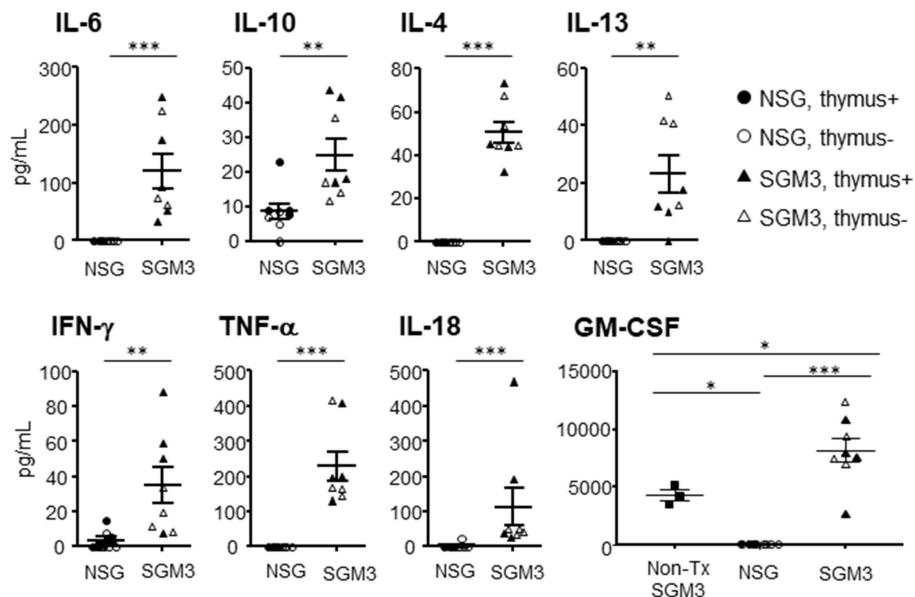 IL-6
IL-10
IL-4
IL-13
***
**
***
**
pg/mL
300
200
100
0
50
40
30
20
10
0
80
60
40
20
0
60
40
20
0
NSG SGM3
NSG SGM3
NSG SGM3
NSG SGM3
NSG, thymus+
NSG, thymus-
SGM3, thymus+
SGM3, thymus-
IFN-γ
TNF-α
IL-18
GM-CSF
**
***
***
*
*
***
pg/mL
100
80
60
40
20
0
500
400
300
200
100
0
500
400
300
200
100
0
15000
10000
5000
0
NSG SGM3
NSG SGM3
NSG SGM3
Non-Tx NSG SGM3
SGM3